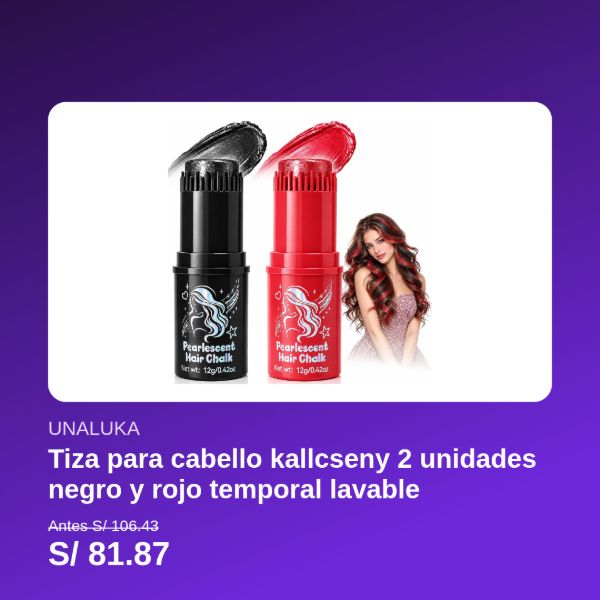 Pearlescent
Hair Chalk
Net wt: 12g/0.42oz
Pearlescent
Hair Chalk
Net wt: 12g/0.42oz
UNALUKA
Tiza para cabello kallcseny 2 unidades
negro y rojo temporal lavable
Antes S/ 106.43
S/ 81.87